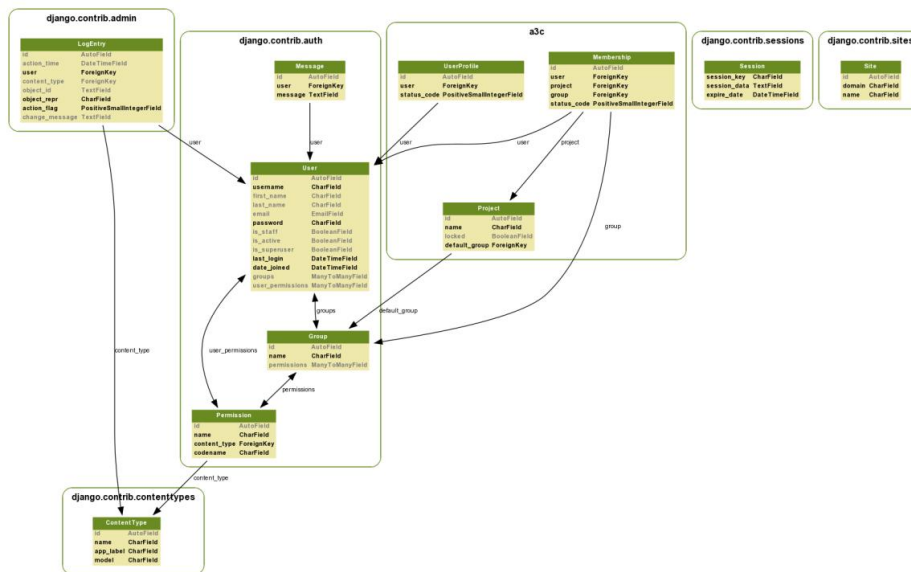 django.contrib.admin
LogEntry
id AutoField
action_time DateTimeField
user ForeignKey
content_type ForeignKey
object_id TextField
object_repr CharField
action_flag PositiveSmallIntegerField
change_message TextField
django.contrib.auth
Message
id AutoField
user ForeignKey
message TextField
a3c
UserProfile
id AutoField
user ForeignKey
status_code PositiveSmallIntegerField
Membership
id AutoField
user ForeignKey
project ForeignKey
group ForeignKey
status_code PositiveSmallIntegerField
django.contrib.sessions
Session
session_key CharField
session_data TextField
expire_date DateTimeField
django.contrib.sites
Site
id AutoField
domain CharField
name CharField
user
user
user
user
project
User
id AutoField
username CharField
first_name CharField
last_name CharField
email EmailField
password CharField
is_staff BooleanField
is_active BooleanField
is_superuser BooleanField
last_login DateTimeField
date_joined DateTimeField
groups ManyToManyField
user_permissions ManyToManyField
Project
id AutoField
name CharField
locked BooleanField
default_group ForeignKey
group
groups
default_group
Group
id AutoField
name CharField
permissions ManyToManyField
user_permissions
content_type
permissions
Permission
id AutoField
name CharField
content_type ForeignKey
codename CharField
content_type
django.contrib.contenttypes
ContentType
id AutoField
name CharField
app_label CharField
model CharField